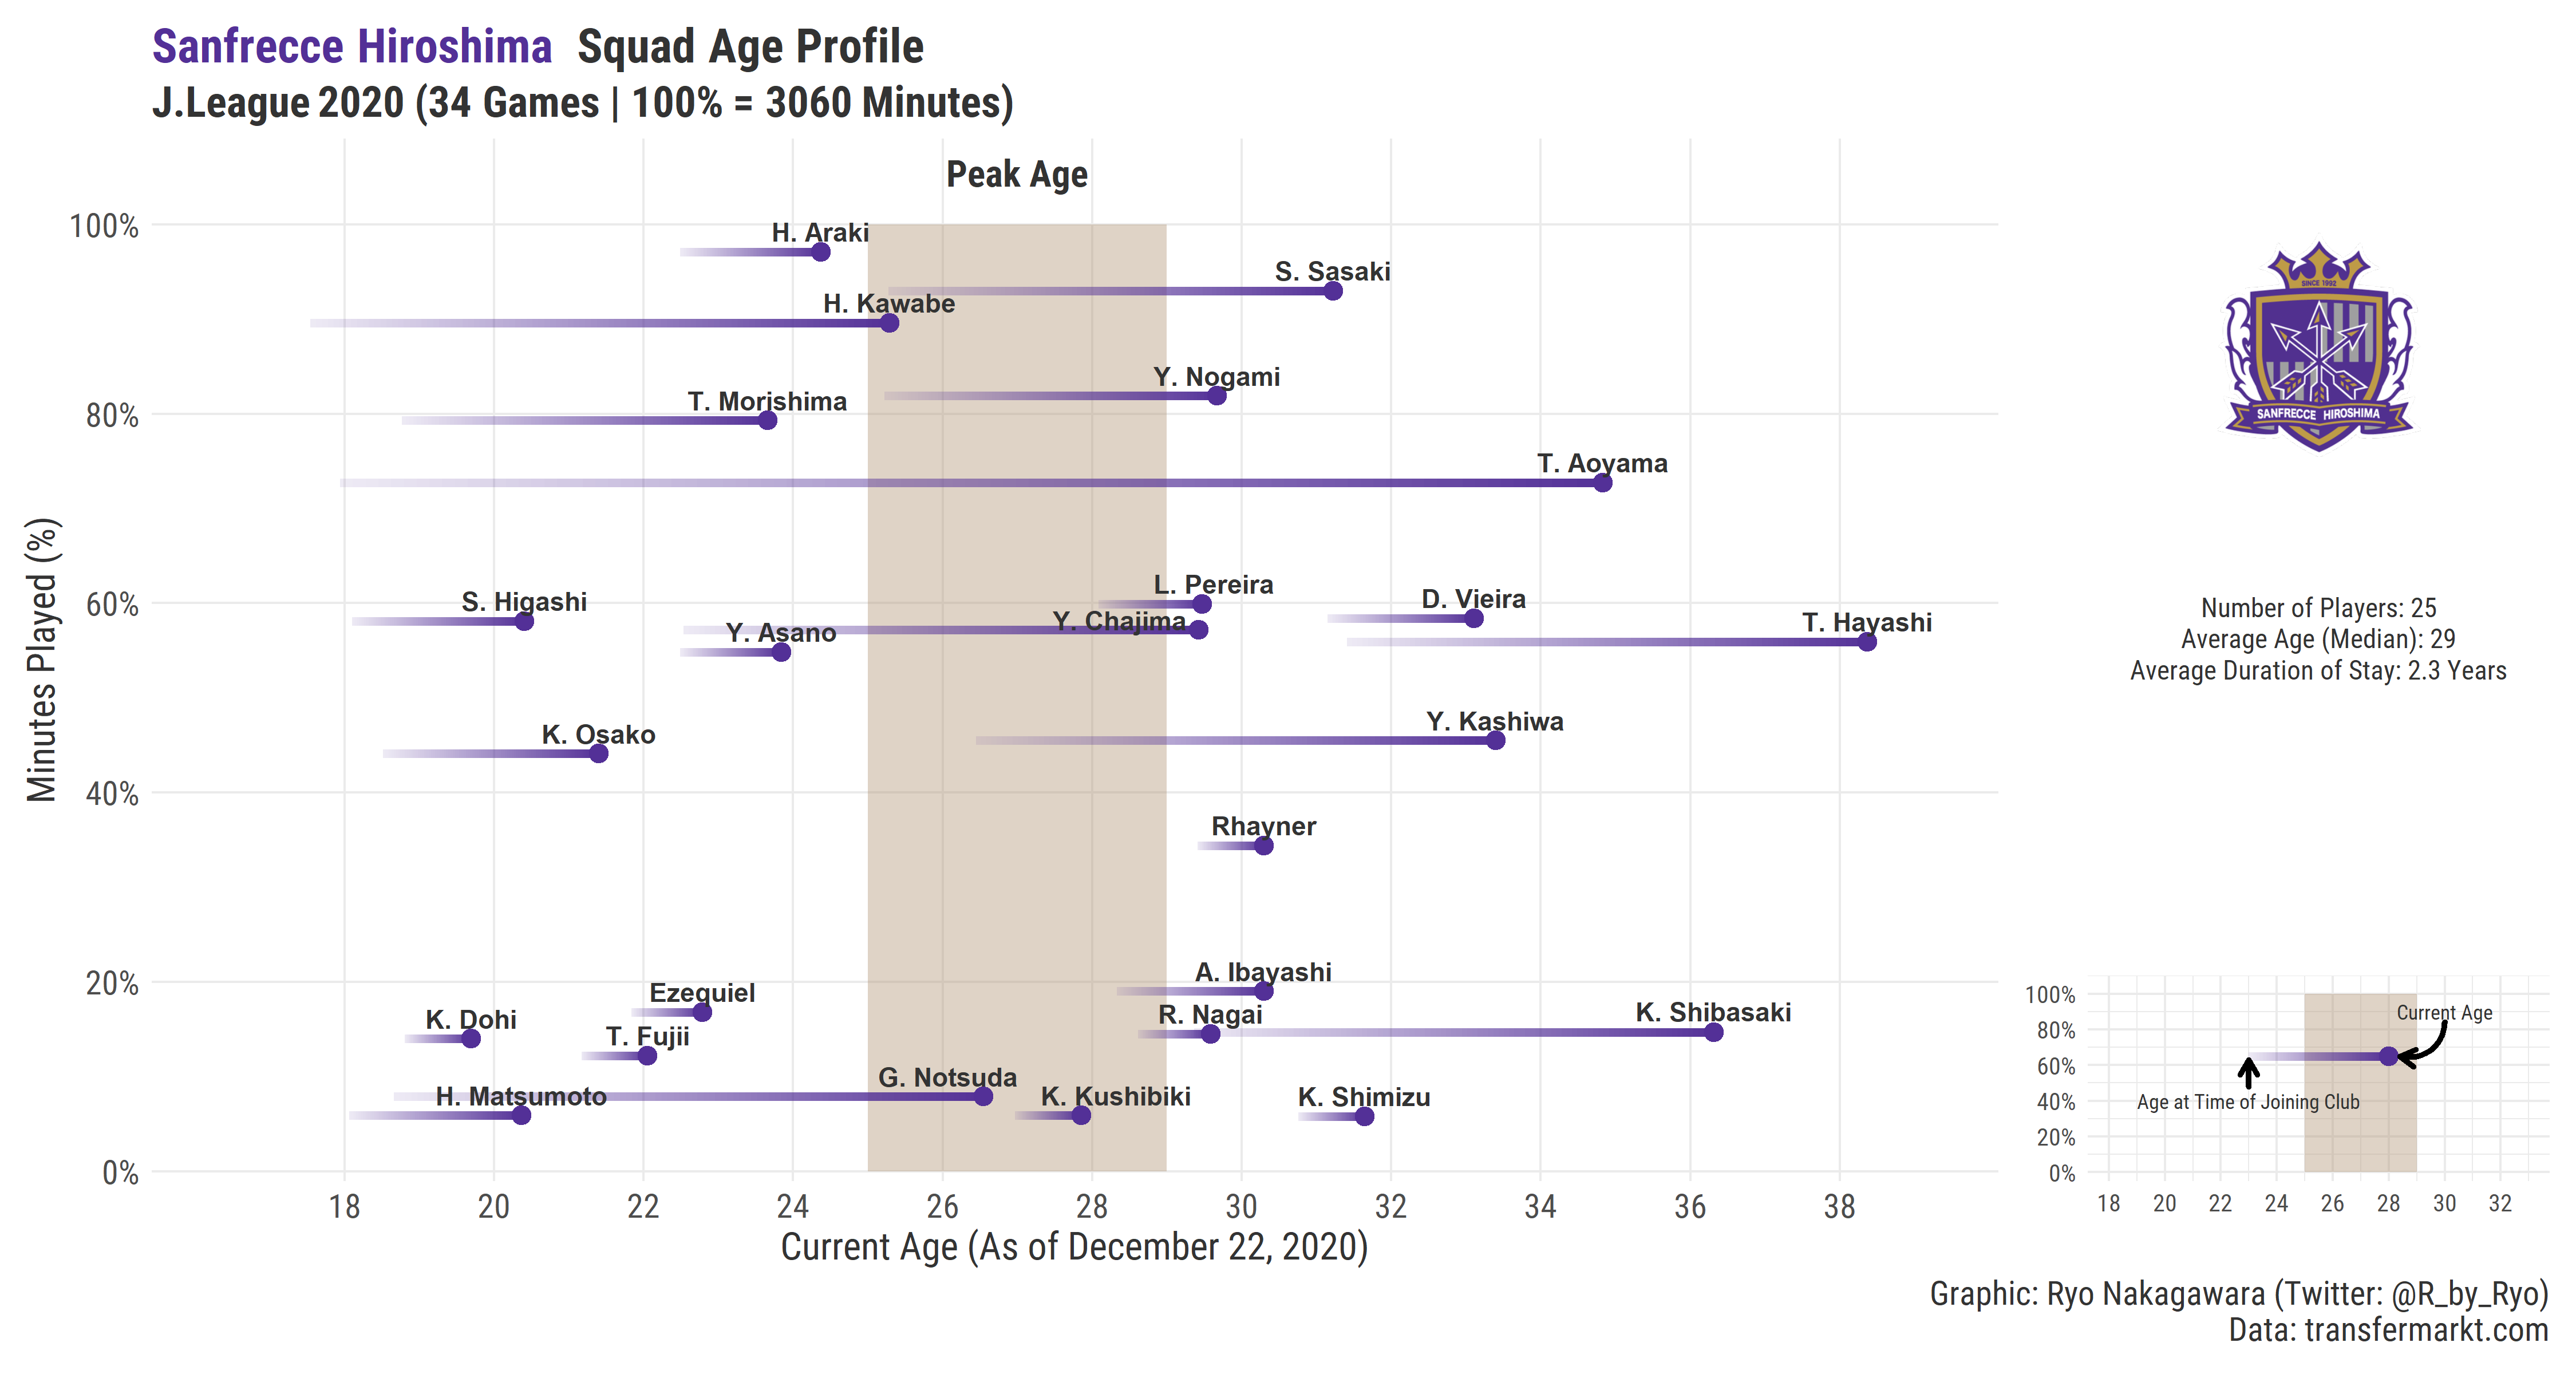 Sanfrecce Hiroshima Squad Age Profile
J.League 2020 (34 Games | 100% = 3060 Minutes)
Peak Age
Minutes Played (%)
100%
80%
60%
40%
20%
0%
H. Araki
S. Sasaki
H. Kawabe
Y. Nogami
T. Morishima
T. Aoyama
L. Pereira
S. Higashi
D. Vieira
Y. Chajima
T. Hayashi
Y. Asano
Y. Kashiwa
K. Osako
Rhayner
A. Ibayashi
Ezequiel
K. Dohi
R. Nagai
K. Shibasaki
T. Fujii
G. Notsuda
H. Matsumoto
K. Kushibiki
K. Shimizu
18 20 22 24 26 28 30 32 34 36 38
Current Age (As of December 22, 2020)
SINCE 1992
SANFRECCE HIROSHIMA
Number of Players: 25
Average Age (Median): 29
Average Duration of Stay: 2.3 Years
100%
80%
60%
40%
20%
0%
Current Age
Age at Time of Joining Club
18 20 22 24 26 28 30 32
Graphic: Ryo Nakagawara (Twitter: @R_by_Ryo)
Data: transfermarkt.com